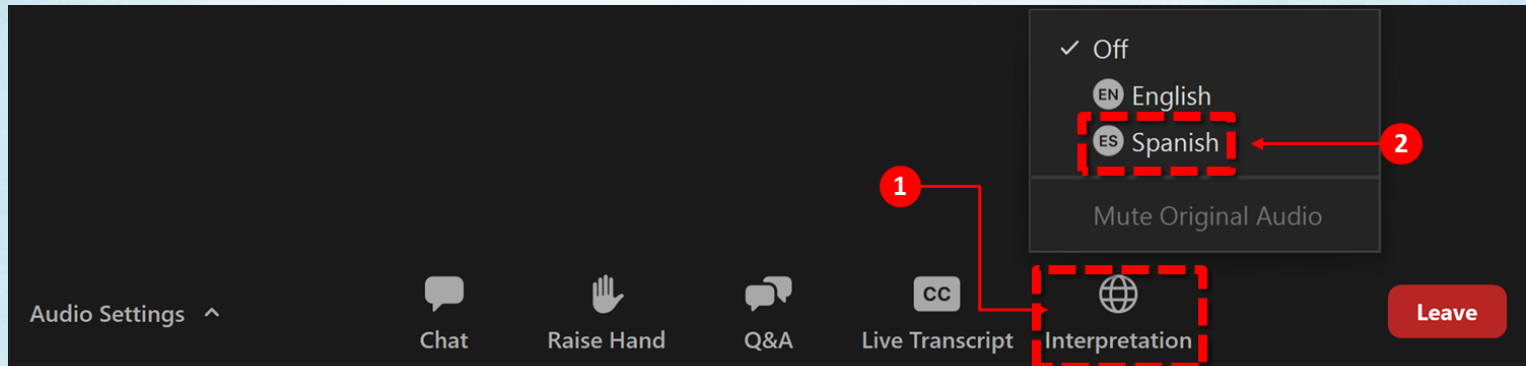 Off
EN English
ES Spanish
2
1
Mute Original Audio
Audio Settings
CC
Chat
Raise Hand
Q&A
Live Transcript
Interpretation
Leave